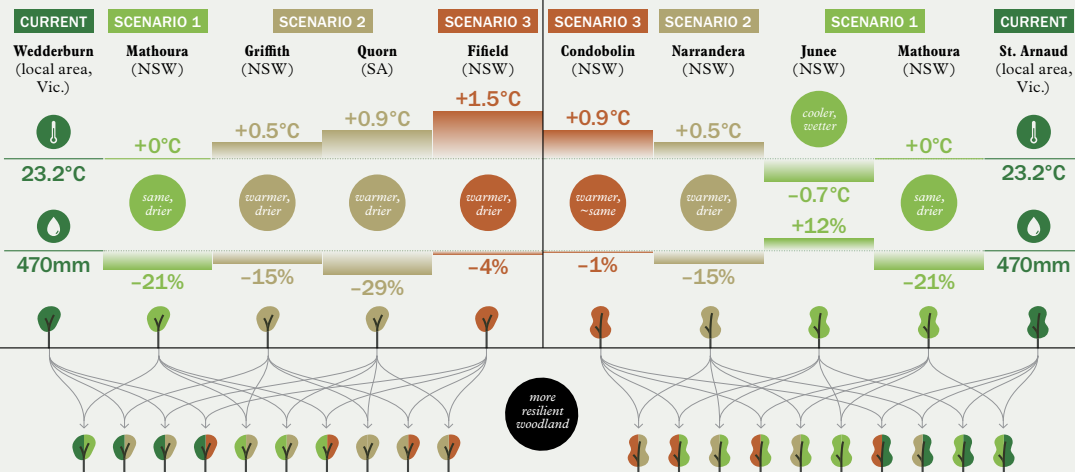 CURRENT SCENARIO 1 SCENARIO 2 SCENARIO 3 SCENARIO 3 SCENARIO 2 SCENARIO 1 CURRENT
Wedderburn Mathoura Griffith Quorn Fifield Condobolin Narrandera Junee Mathoura St. Arnaud
(local area, (NSW) (NSW) (SA) (NSW) (NSW) (NSW) (NSW) (NSW) (local area,
Vic.) Vic.)
+1.5°C
cooler,
wetter
+0.5°C +0.9°C +0.9°C +0.5°C
+0°C +0°C
23.2°C 23.2°C
–0.7°C
same, warmer, warmer, warmer, warmer, warmer, same,
drier drier drier drier ~same drier drier
+12%
470mm –4% –1% 470mm
–21% –15% –29% –15% –21%
more
resilient
woodland